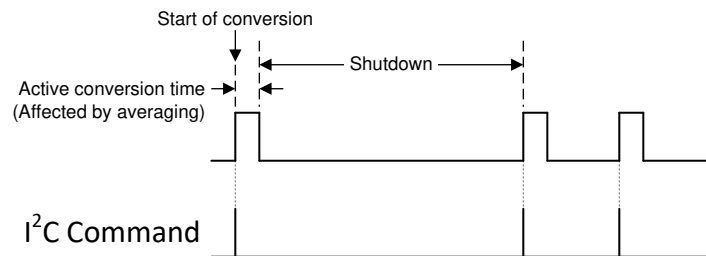 Start of conversion
Shutdown
Active conversion time
(Affected by averaging)
I²C Command